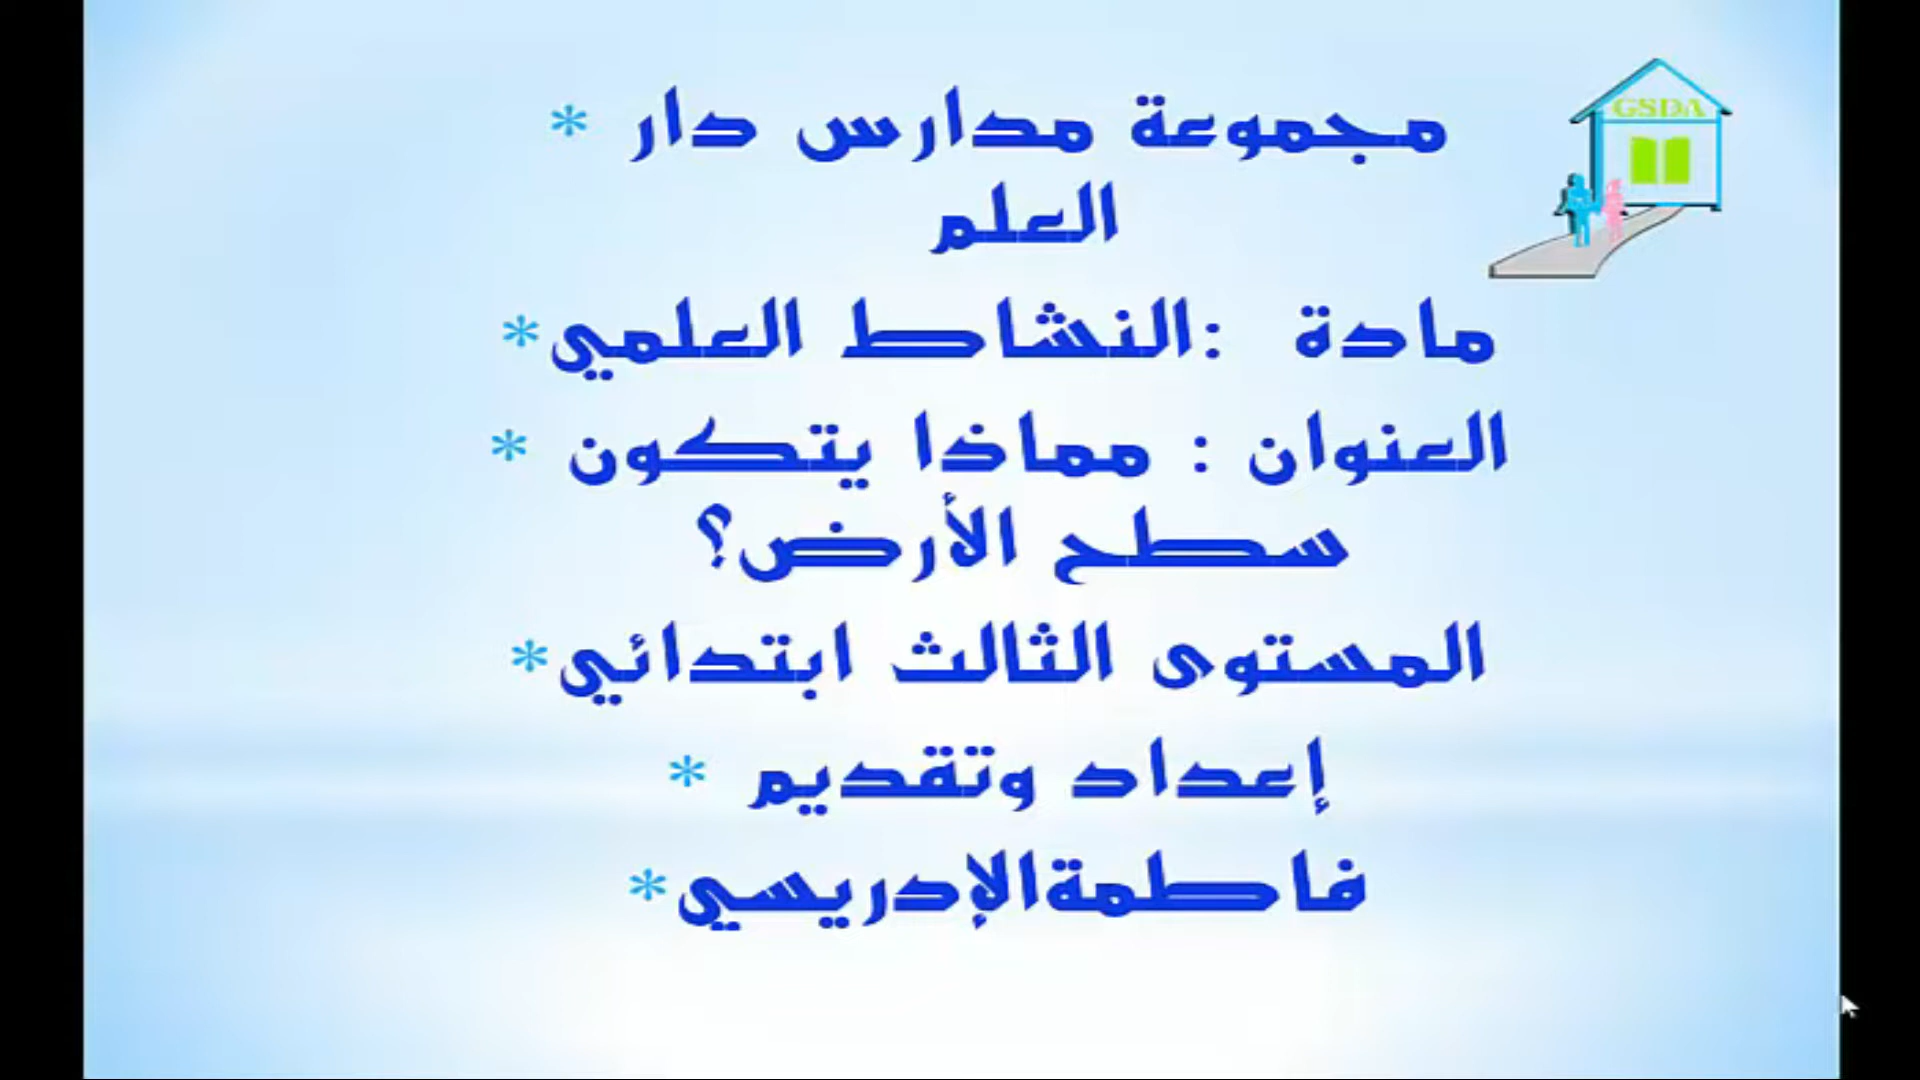 GSDA
* مجموعة مدارس دار
العلم
*مادة :النشاط العلمي
* العنوان : مماذا يتكون
سطح الأرض؟
*المستوى الثالث ابتدائي
* إعداد وتقديم
*فاطمةالإدريسي